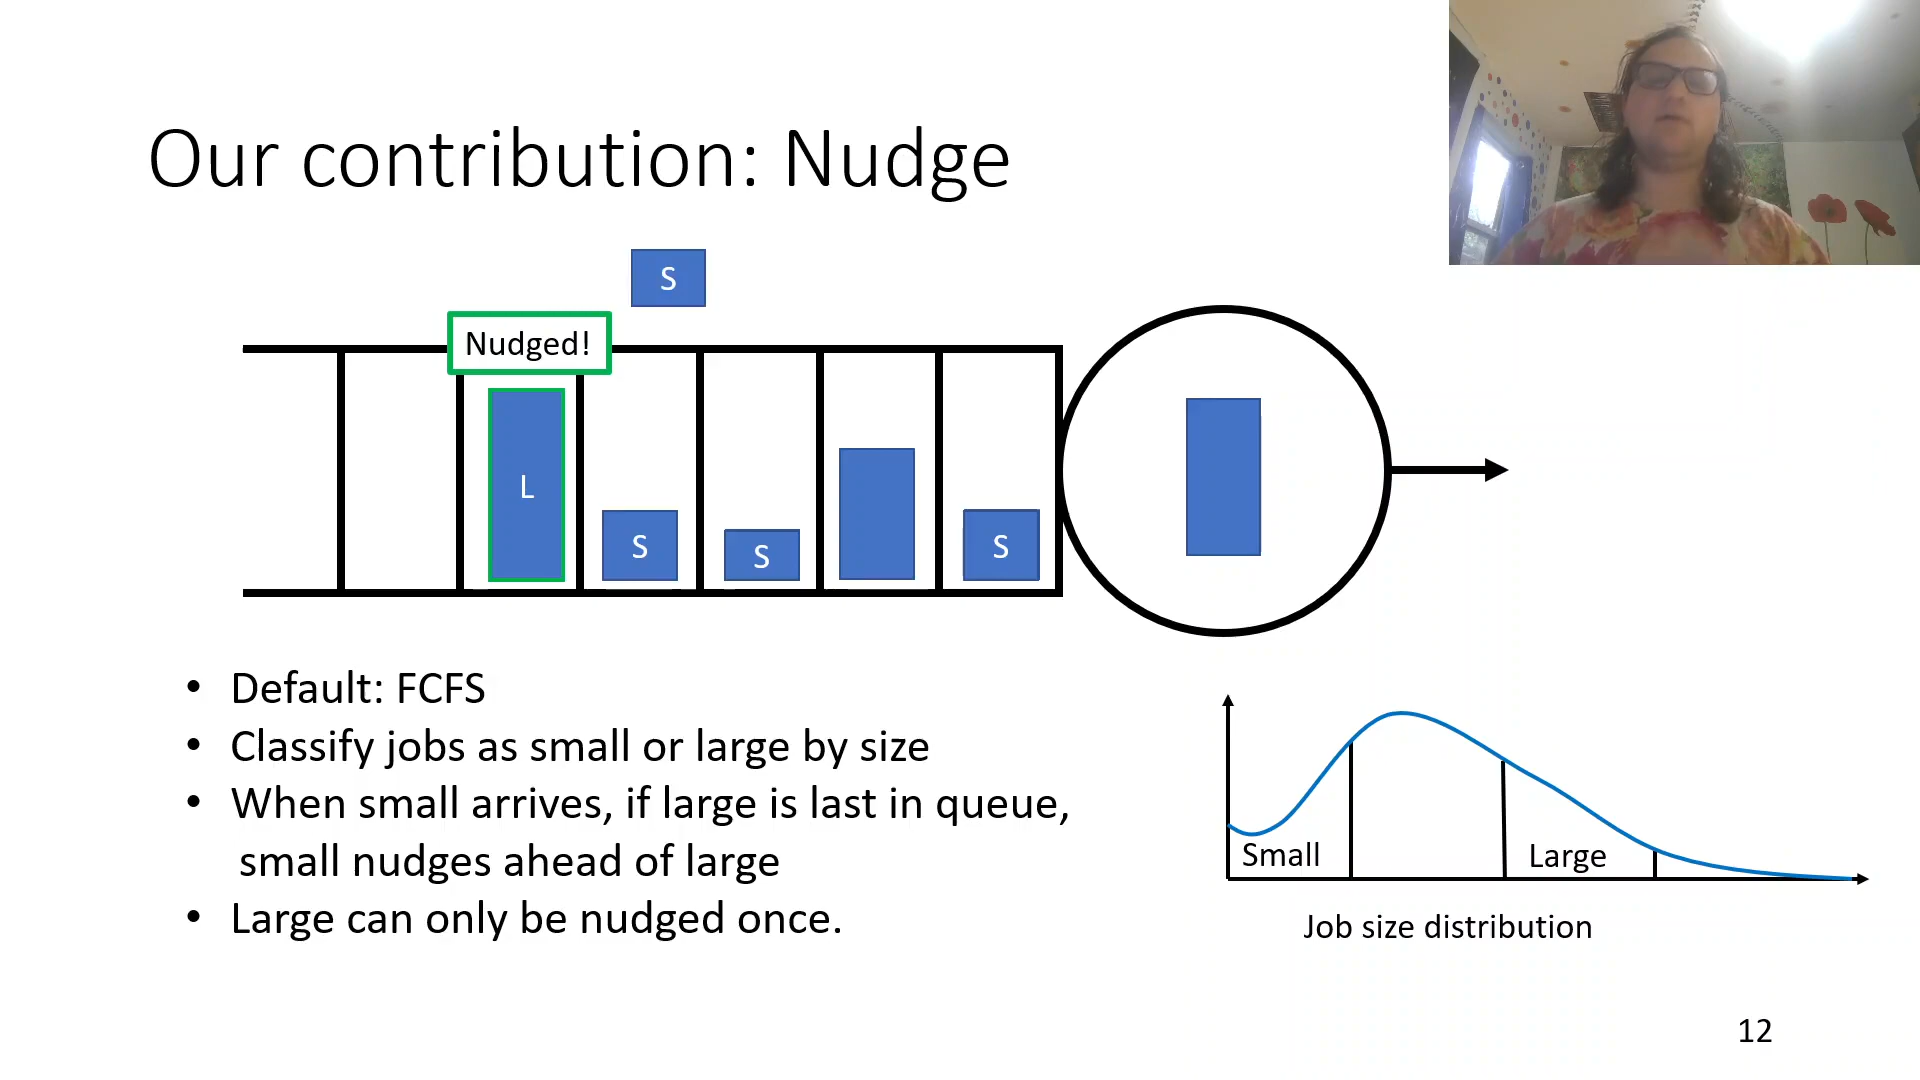 Our contribution: Nudge
S
Nudged!
L
S
S
S
• Default: FCFS
• Classify jobs as small or large by size
• When small arrives, if large is last in queue,
small nudges ahead of large
• Large can only be nudged once.
Small
Large
Job size distribution
12